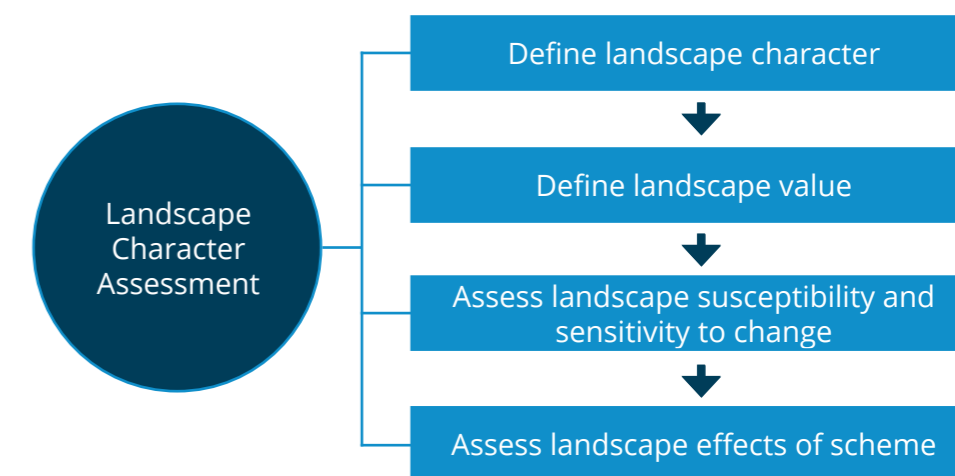 Landscape
Character
Assessment
Define landscape character
Define landscape value
Assess landscape susceptibility and
sensitivity to change
Assess landscape effects of scheme